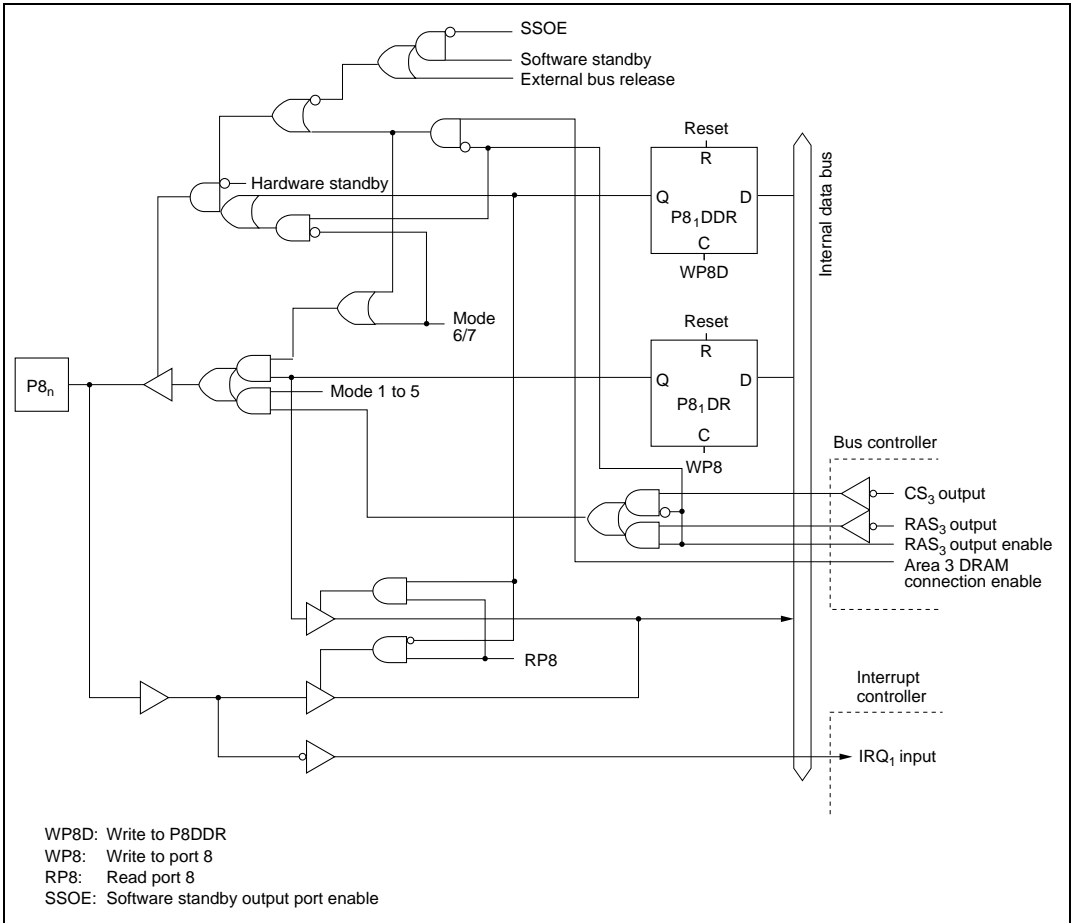 SSOE
Software standby
External bus release
Reset
R
Hardware standby
Q
D
P8₁DDR
C
WP8D
Internal data bus
Mode
6/7
Reset
R
P8ₙ
Q
D
Mode 1 to 5
P8₁DR
C
WP8
Bus controller
CS₃ output
RAS₃ output
RAS₃ output enable
Area 3 DRAM
connection enable
RP8
Interrupt
controller
IRQ₁ input
WP8D: Write to P8DDR
WP8: Write to port 8
RP8: Read port 8
SSOE: Software standby output port enable